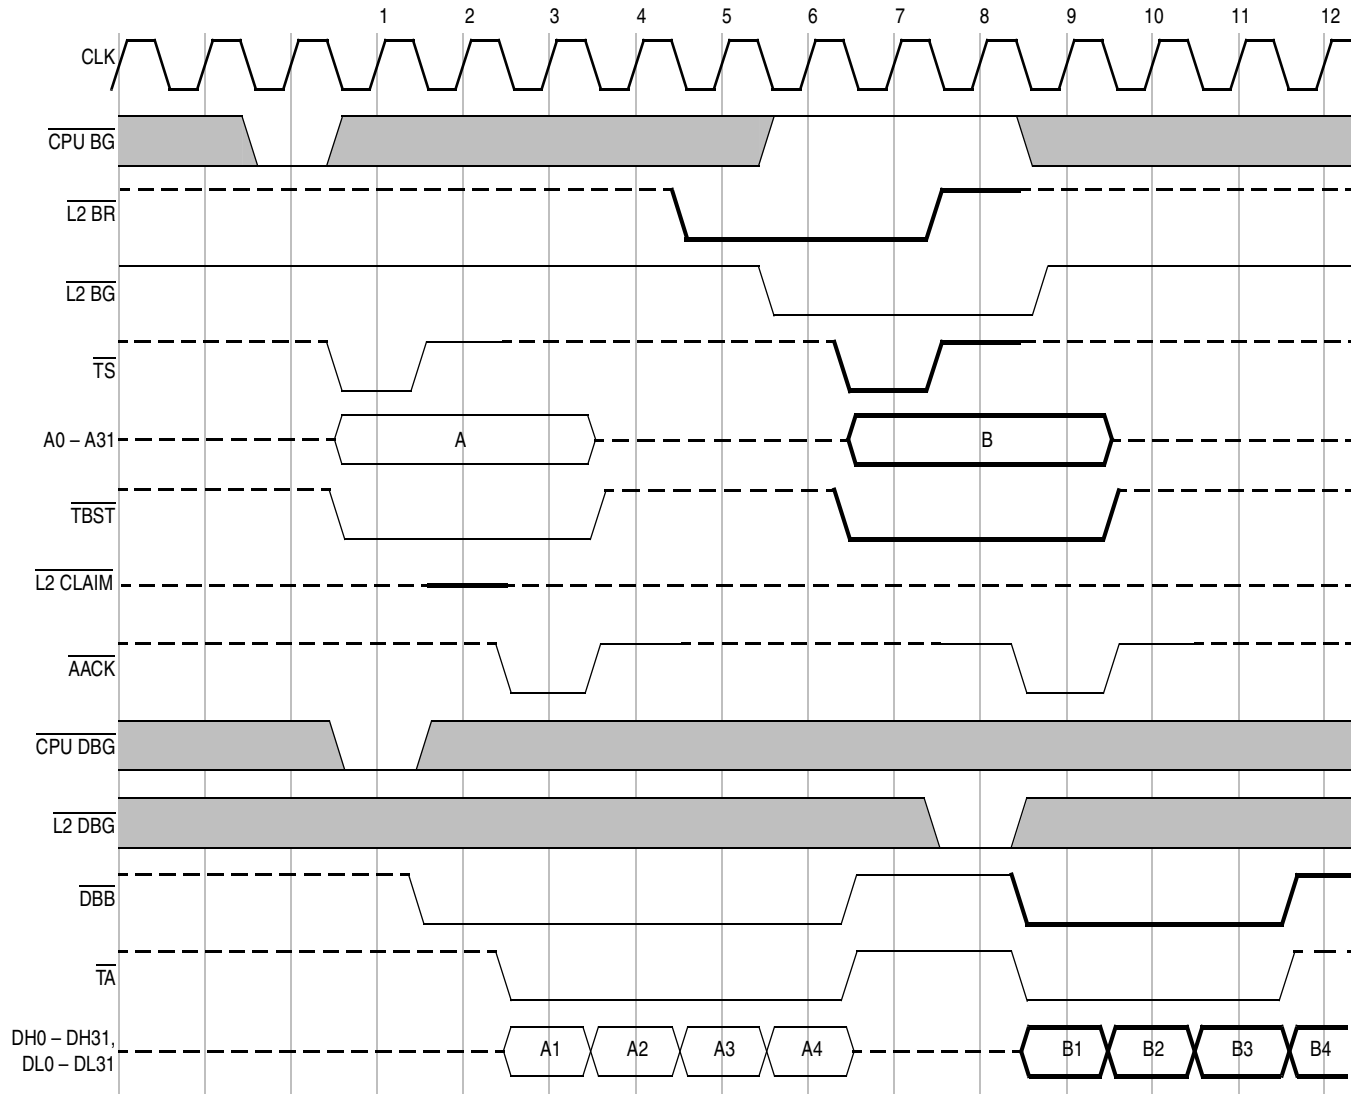 1 2 3 4 5 6 7 8 9 10 11 12
CLK
CPU BG
L2 BR
L2 BG
TS
A0 – A31 A B
TBST
L2 CLAIM
AACK
CPU DBG
L2 DBG
DBB
TA
DH0 – DH31,
DL0 – DL31
A1 A2 A3 A4 B1 B2 B3 B4